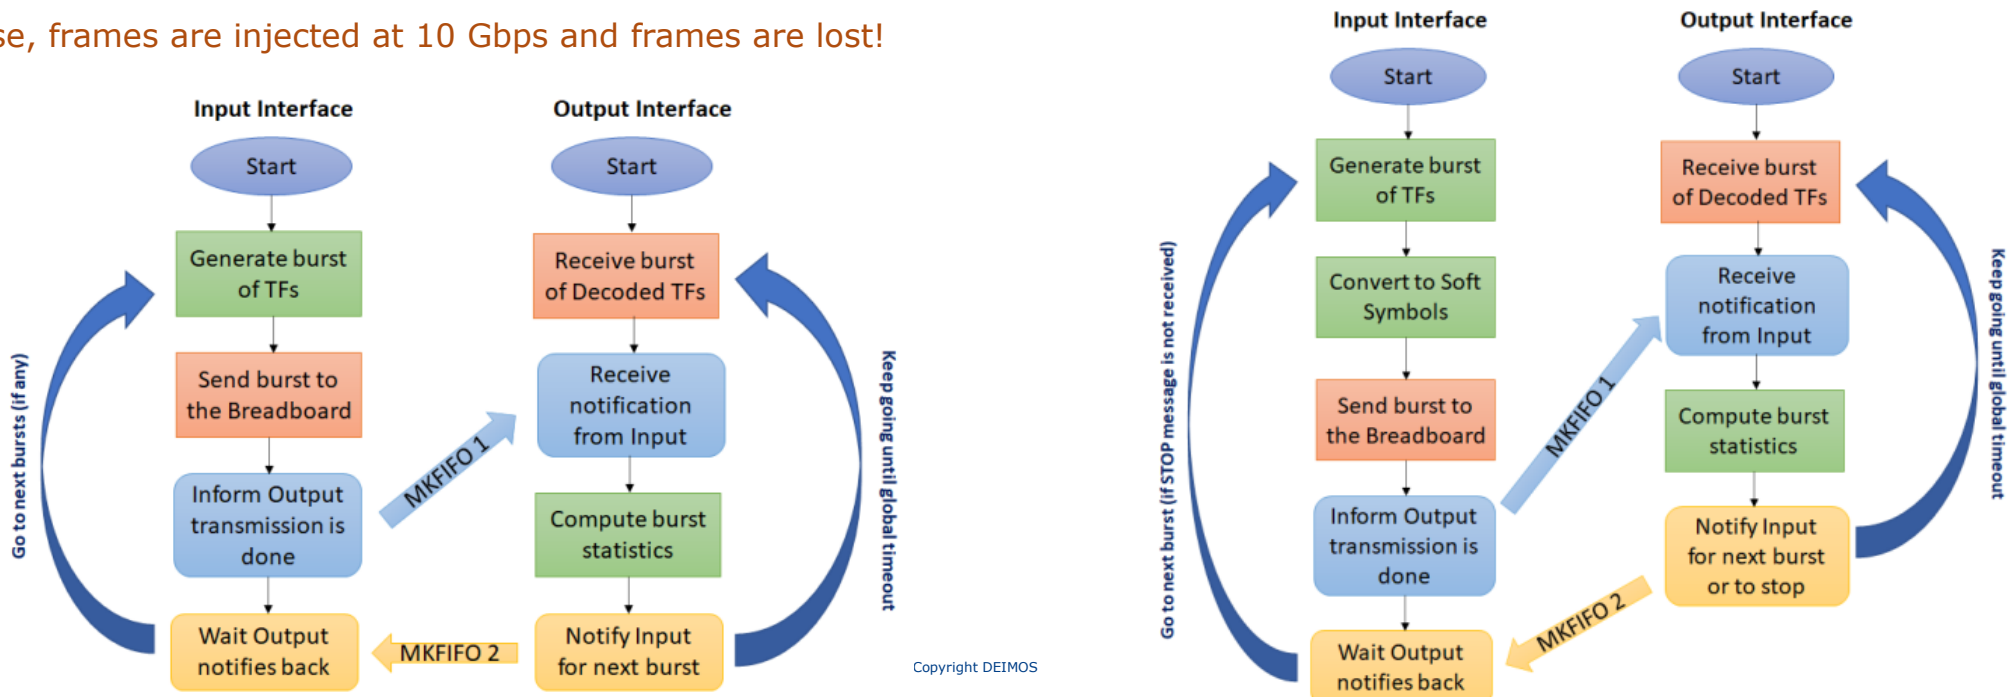 se, frames are injected at 10 Gbps and frames are lost!
Input Interface
Start
Generate burst
of TFs
Send burst to
the Breadboard
Inform Output
transmission is
done
Wait Output
notifies back
Go to next bursts (if any)
MKFIFO 1
MKFIFO 2
Output Interface
Start
Receive burst
of Decoded TFs
Receive
notification
from Input
Compute burst
statistics
Notify Input
for next burst
Keep going until global timeout
Copyright DEIMOS
Input Interface
Start
Generate burst
of TFs
Convert to Soft
Symbols
Send burst to
the Breadboard
Inform Output
transmission is
done
Wait Output
notifies back
Go to next burst (if STOP message is not received)
MKFIFO 1
MKFIFO 2
Output Interface
Start
Receive burst
of Decoded TFs
Receive
notification
from Input
Compute burst
statistics
Notify Input
for next burst
or to stop
Keep going until global timeout